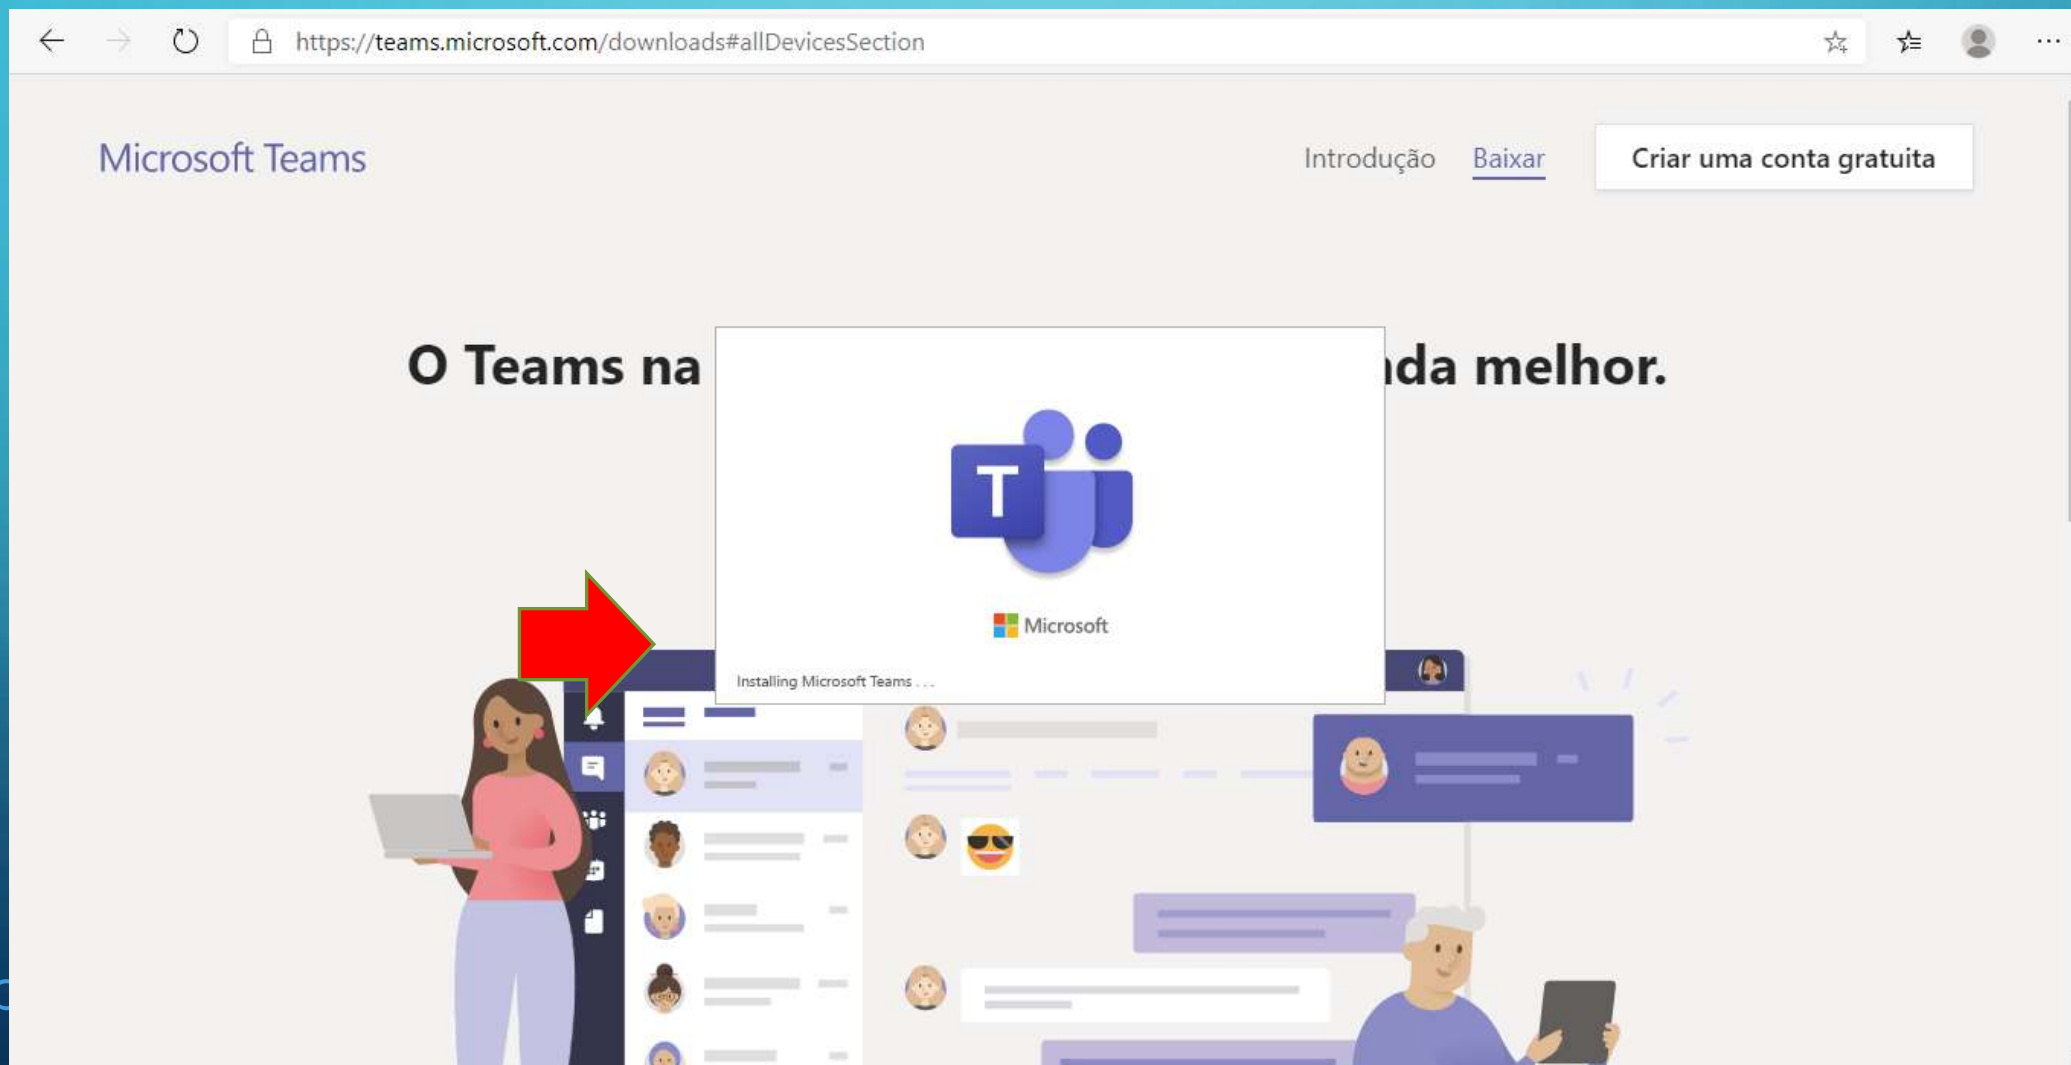 https://teams.microsoft.com/downloads#allDevicesSection
Microsoft Teams
Introdução Baixar Criar uma conta gratuita
O Teams na melhor.
T
Microsoft
Installing Microsoft Teams . . .